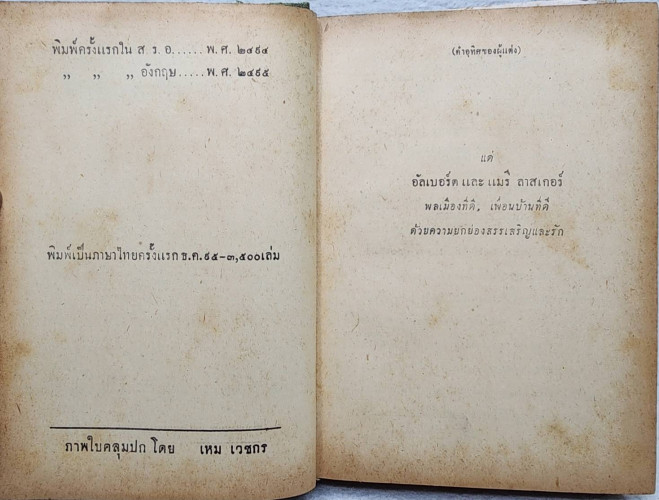 พิมพ์ครั้งแรกใน ส ร อ...... พ. ศ. ๒๔๙๔
,, ,, ,, อังกฤษ..... พ. ศ. ๒๔๙๕
พิมพ์เป็นภาษาไทยครั้งแรก ธ.ค.๙๕-๓,๕๐๐เล่ม
ภาพใบคลุมปก โดย เหม เวชกร
(คำอุทิศของผู้แต่ง)
แด่
อัลเบอร์ต และ แมรี ลาสเกอร์
พลเมืองที่ดี, เพื่อนบ้านที่ดี
ด้วยความยกย่องสรรเสริญและรัก